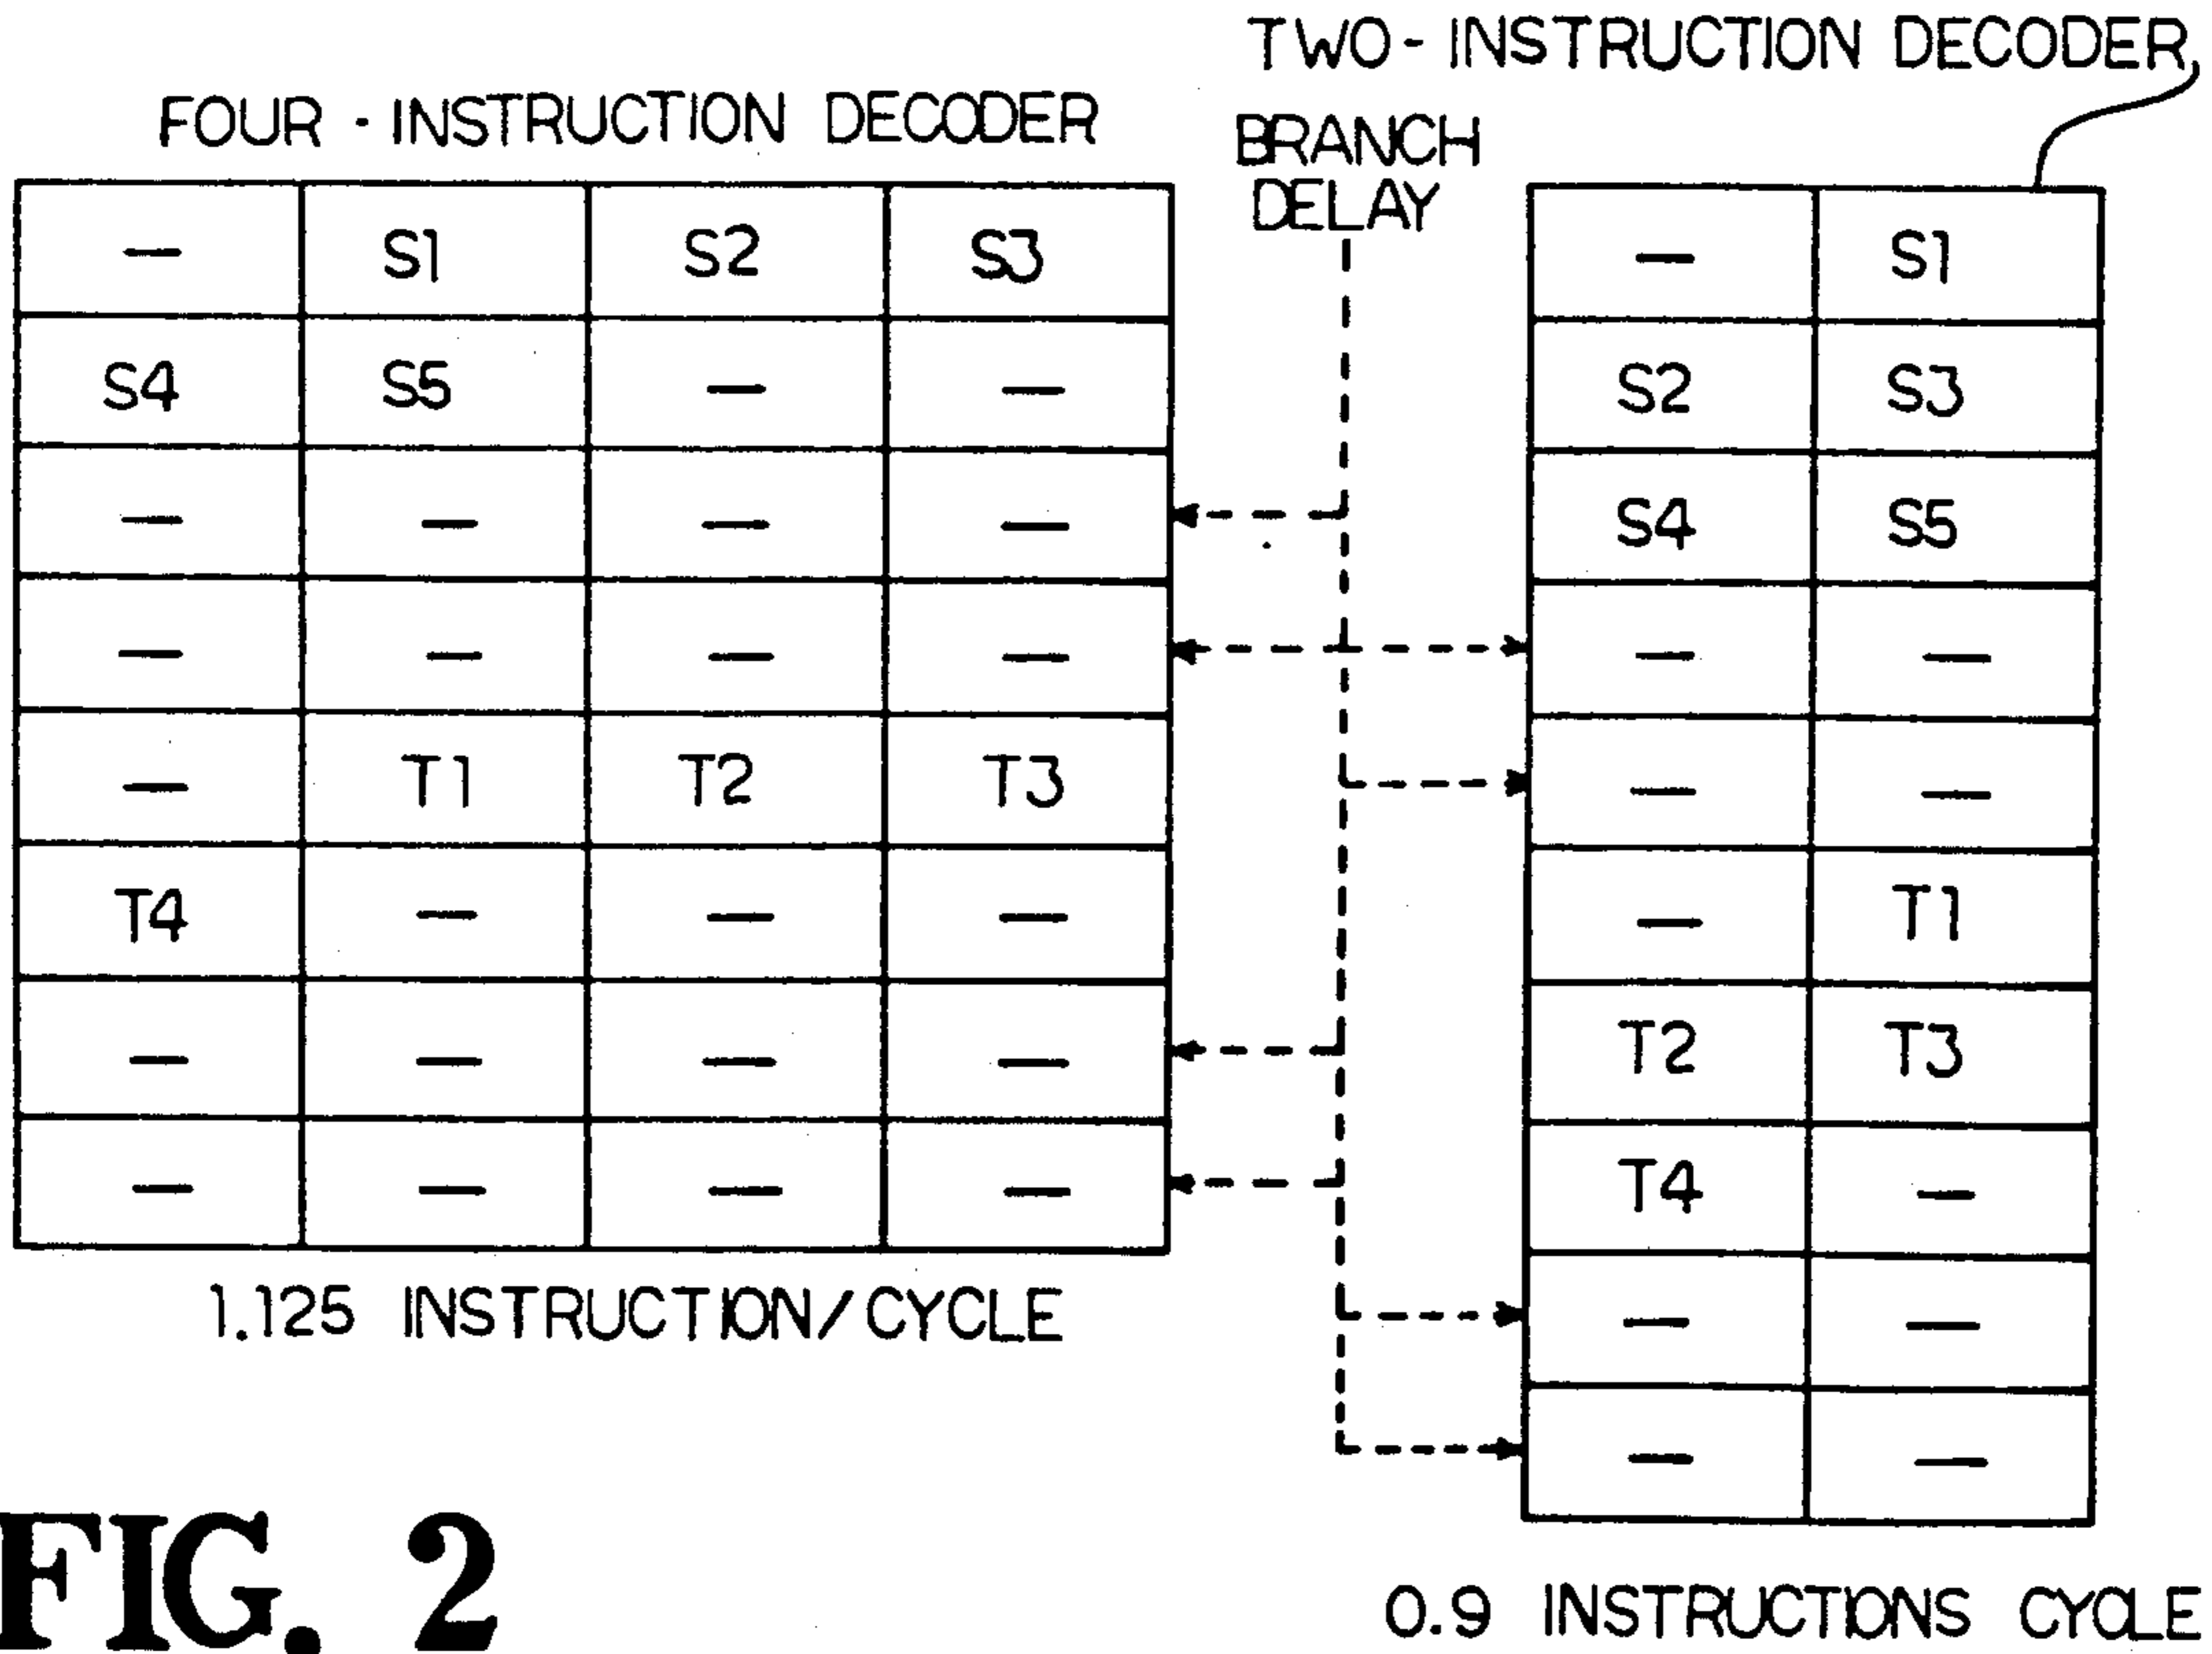 TWO - INSTRUCTION DECODER
FOUR - INSTRUCTION DECODER
BRANCH
DELAY
— S1 S2 S3
S4 S5 — —
— — — —
— — — —
— T1 T2 T3
T4 — — —
— — — —
— — — —
1.125 INSTRUCTION/CYCLE
— S1
S2 S3
S4 S5
— —
— —
— T1
T2 T3
T4 —
— —
— —
0.9 INSTRUCTIONS CYCLE
FIG. 2